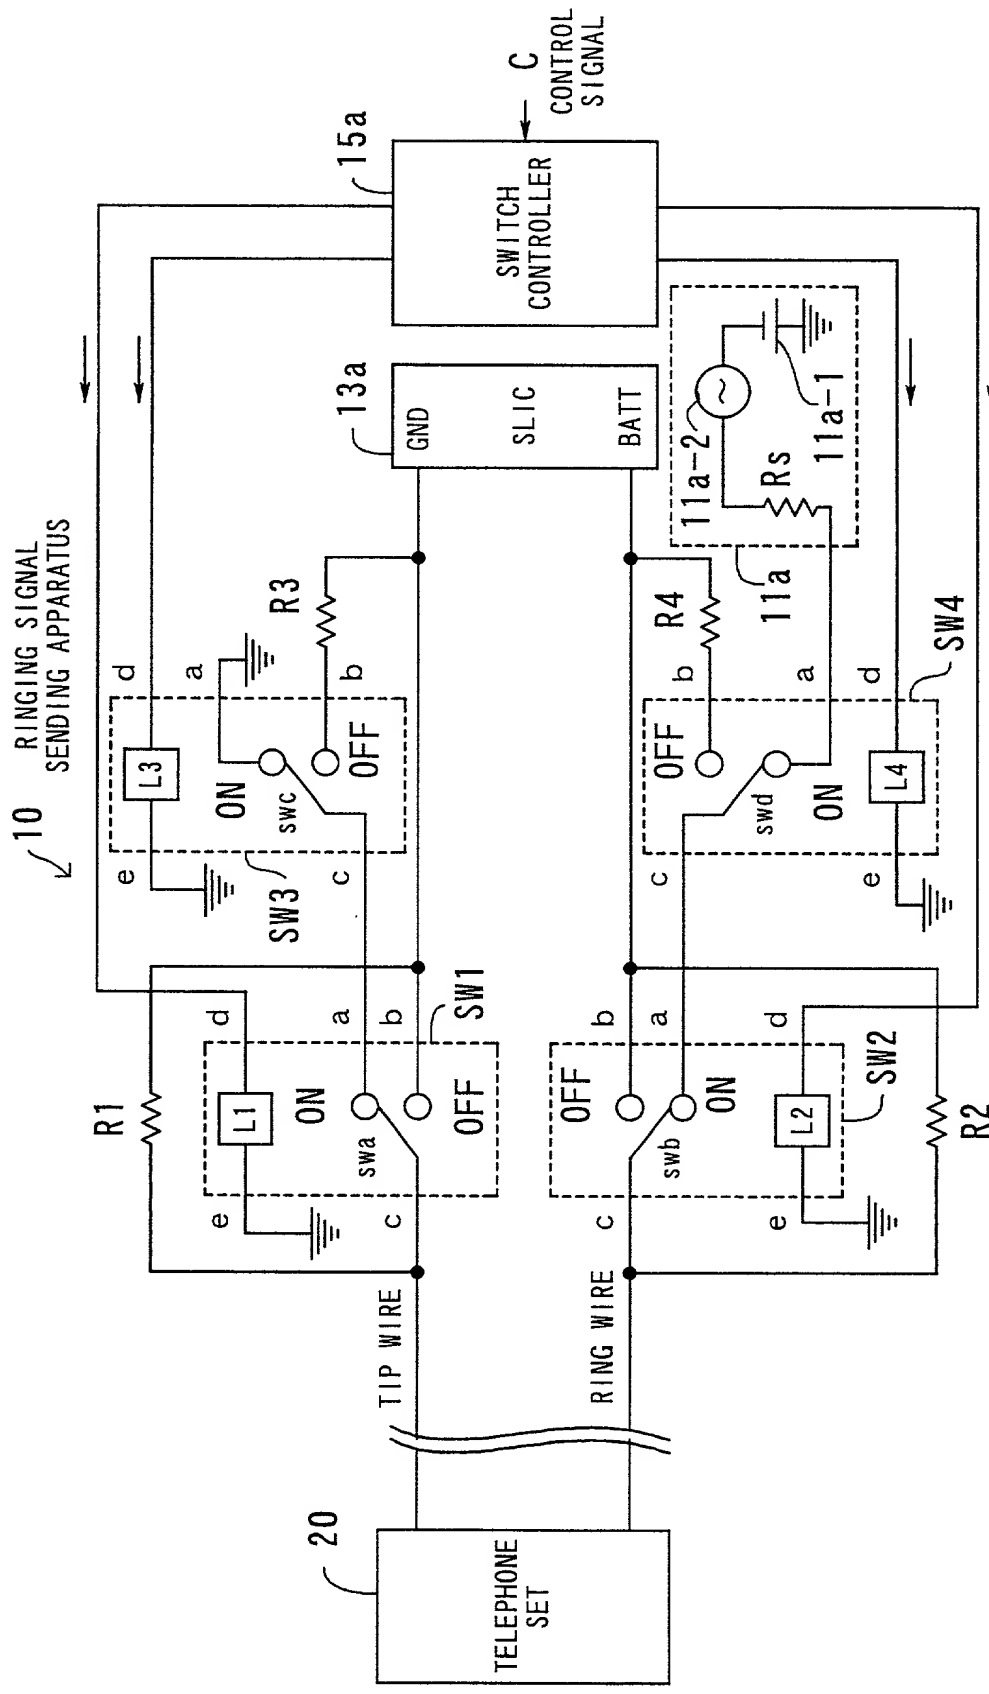 10
RINGING SIGNAL
SENDING APPARATUS
R1
d
L1
e
ON
a
swa
b
OFF
c
SW1
d
L3
e
ON
a
swc
b
OFF
c
SW3
R3
13a
GND
SLIC
BATT
15a
SWITCH
CONTROLLER
C
CONTROL
SIGNAL
20
TELEPHONE
SET
TIP WIRE
RING WIRE
OFF
b
a
swb
ON
c
d
L2
e
SW2
R2
OFF
b
R4
swd
a
ON
c
d
L4
e
SW4
11a
11a-2
Rs
11a-1